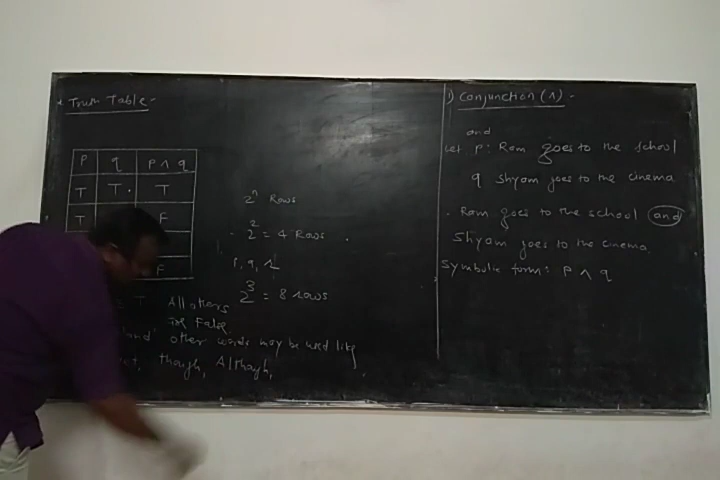 Truth Table -
P q P ∧ q
T T. T
T F
F
2ⁿ Rows
2² = 4 Rows
P, q, r
2³ = 8 rows
= T All others
are False
'and' other words may be used like
though, Although,
1) Conjunction (∧) -
and
Let P: Ram goes to the school
q Shyam goes to the cinema
. Ram goes to the school and
Shyam goes to the cinema.
Symbolic form: P ∧ q